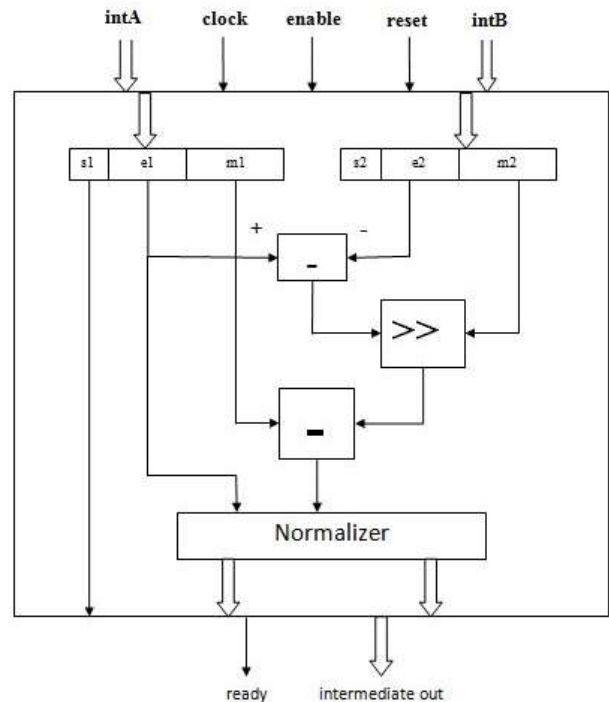 intA clock enable reset intB
s1 e1 m1 s2 e2 m2
+ -
-
>>
-
Normalizer
ready intermediate out